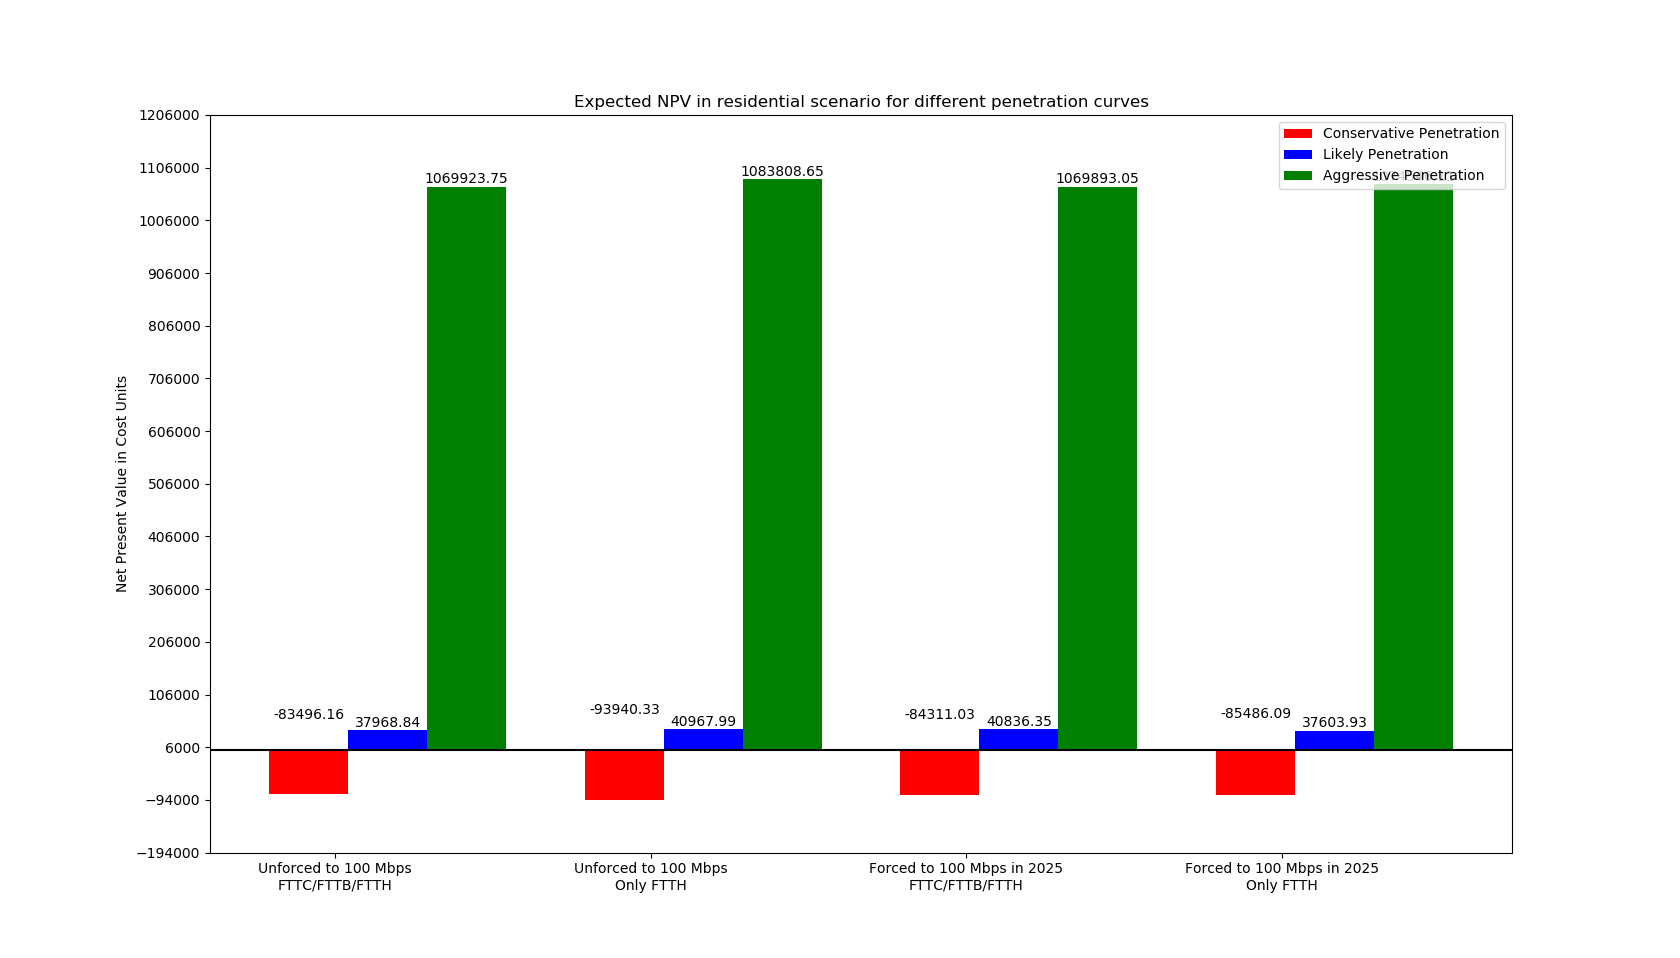 Expected NPV in residential scenario for different penetration curves
1206000
1106000
1006000
906000
806000
706000
606000
506000
406000
306000
206000
106000
6000
−94000
−194000
Net Present Value in Cost Units
Conservative Penetration
Likely Penetration
Aggressive Penetration
1069923.75
1083808.65
1069893.05
-83496.16
37968.84
-93940.33
40967.99
-84311.03
40836.35
-85486.09
37603.93
Unforced to 100 Mbps
FTTC/FTTB/FTTH
Unforced to 100 Mbps
Only FTTH
Forced to 100 Mbps in 2025
FTTC/FTTB/FTTH
Forced to 100 Mbps in 2025
Only FTTH